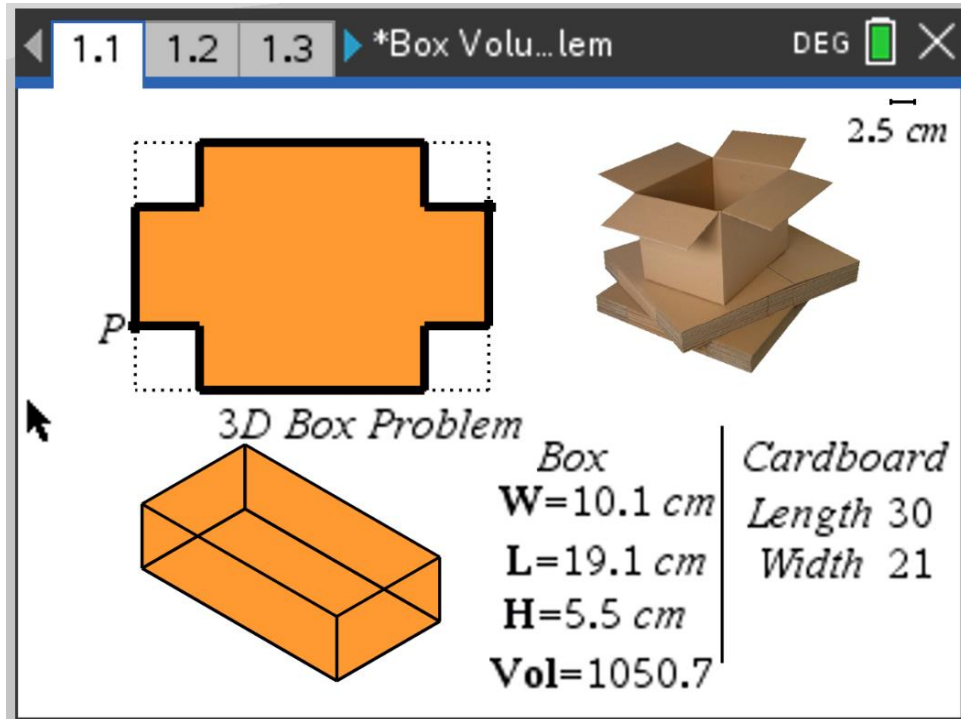 1.1 1.2 1.3 *Box Volu…lem DEG
2.5 cm
P
3D Box Problem
Box
W=10.1 cm
L=19.1 cm
H=5.5 cm
Vol=1050.7
Cardboard
Length 30
Width 21